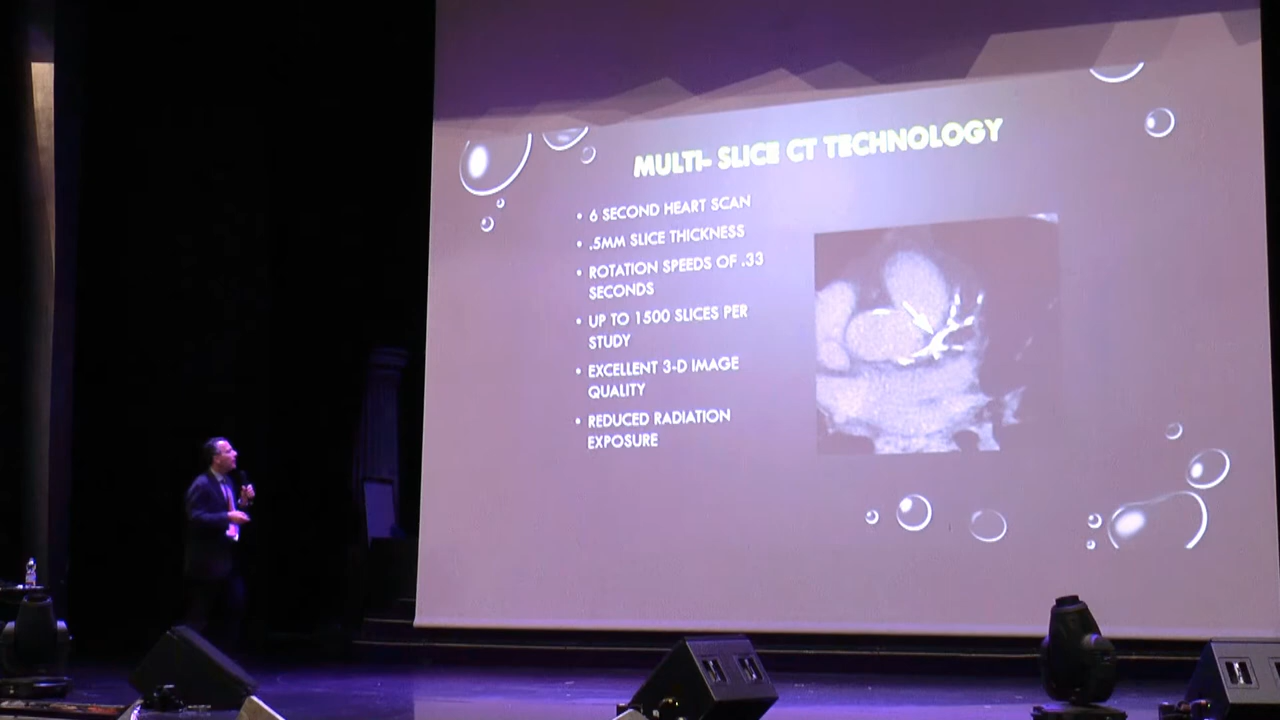 MULTI- SLICE CT TECHNOLOGY
• 6 SECOND HEART SCAN
• .5MM SLICE THICKNESS
• ROTATION SPEEDS OF .33
SECONDS
• UP TO 1500 SLICES PER
STUDY
• EXCELLENT 3-D IMAGE
QUALITY
• REDUCED RADIATION
EXPOSURE